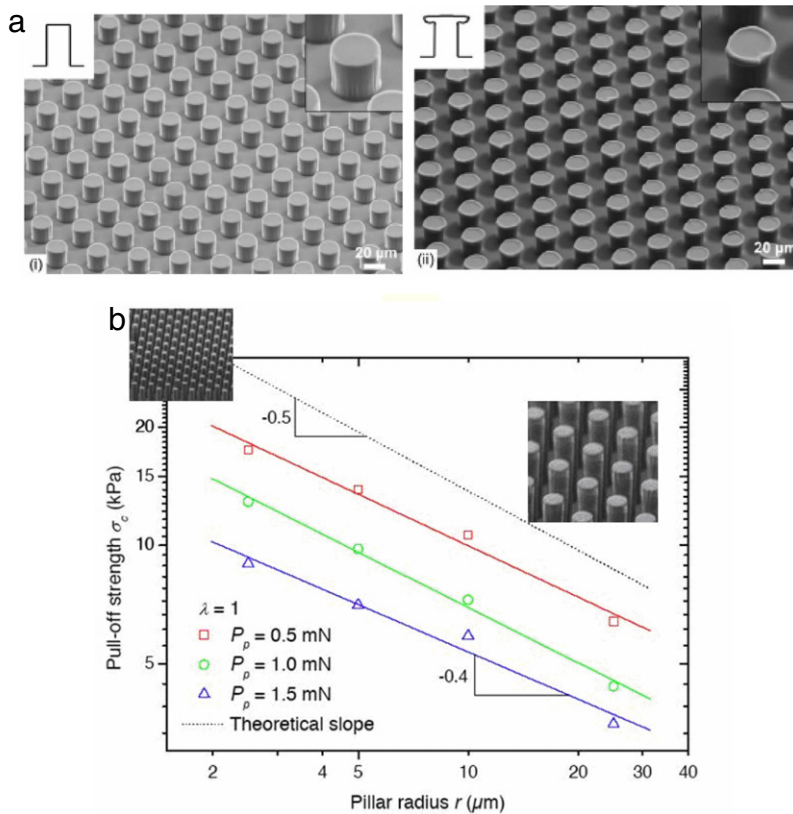 a
20 µm
(i)
20 µm
(ii)
b
-0.5
20
15
10
5
Pull-off strength σc (kPa)
λ = 1
Pp = 0.5 mN
Pp = 1.0 mN
Pp = 1.5 mN
Theoretical slope
-0.4
2
4
5
10
20
30
40
Pillar radius r (µm)